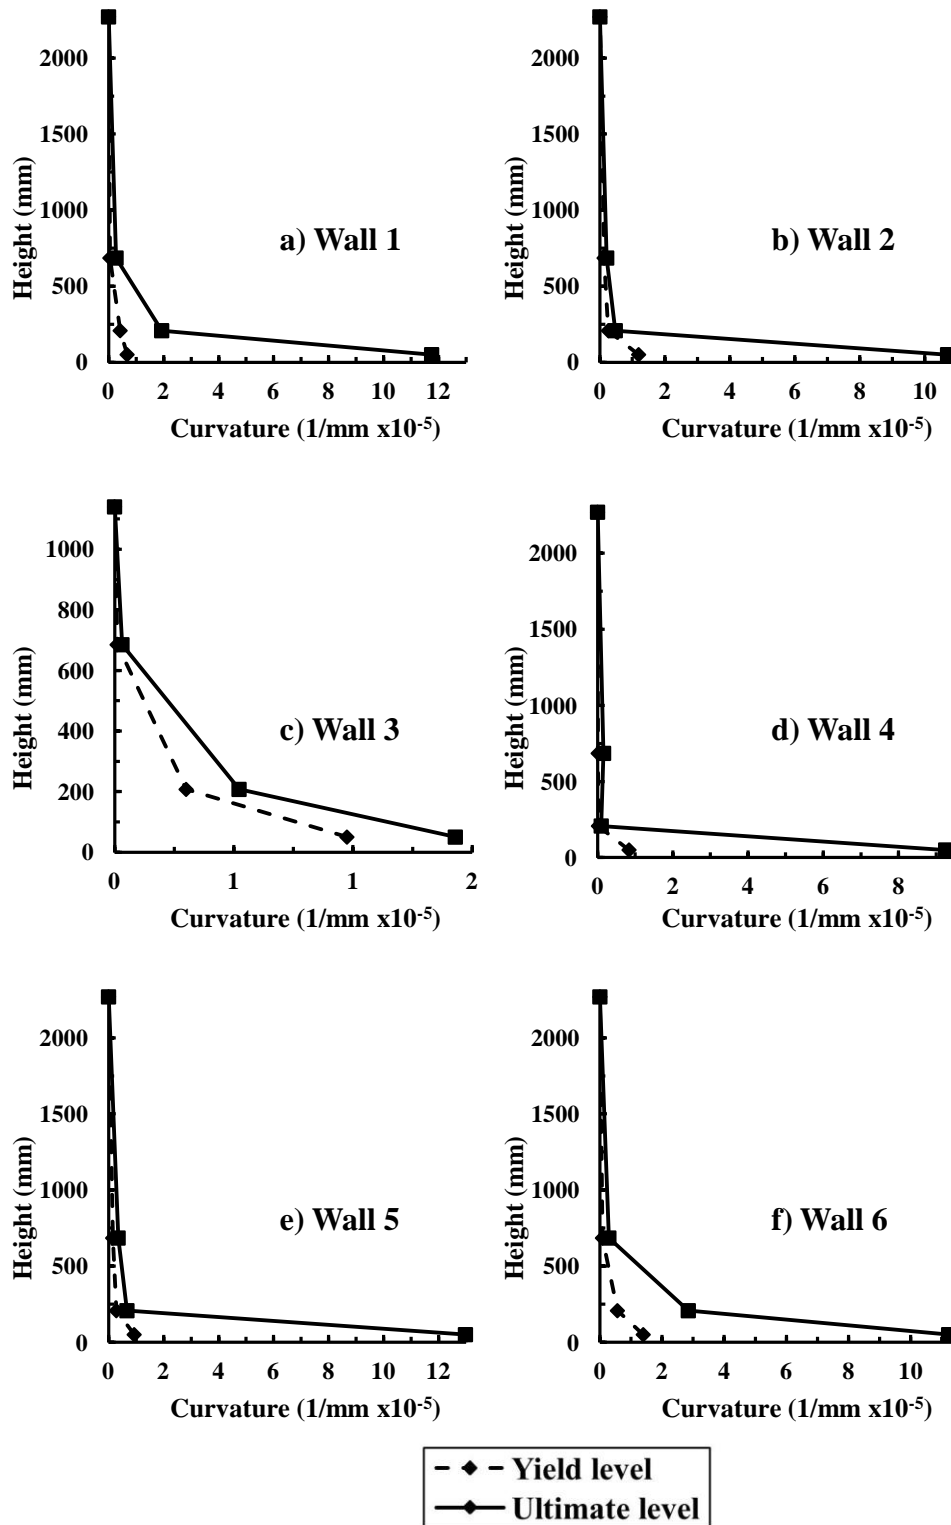 2000
1500
1000
500
0
Height (mm)
a) Wall 1
0 2 4 6 8 10 12
Curvature (1/mm x10-5)
2000
1500
1000
500
0
Height (mm)
b) Wall 2
0 2 4 6 8 10
Curvature (1/mm x10-5)
1000
800
600
400
200
0
Height (mm)
c) Wall 3
0 1 1 2
Curvature (1/mm x10-5)
2000
1500
1000
500
0
Height (mm)
d) Wall 4
0 2 4 6 8
Curvature (1/mm x10-5)
2000
1500
1000
500
0
Height (mm)
e) Wall 5
0 2 4 6 8 10 12
Curvature (1/mm x10-5)
2000
1500
1000
500
0
Height (mm)
f) Wall 6
0 2 4 6 8 10
Curvature (1/mm x10-5)
Yield level
Ultimate level